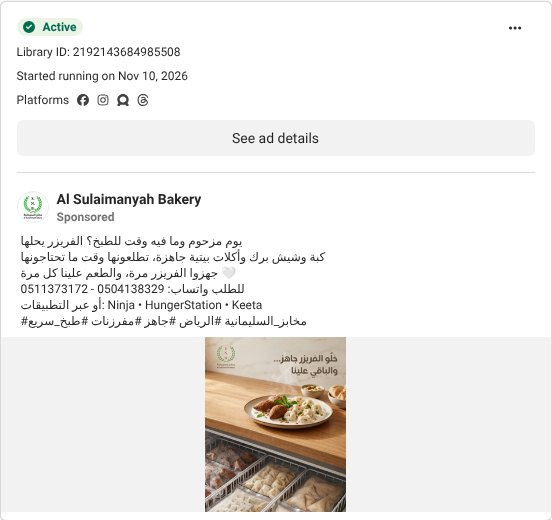 Active
Library ID: 2192143684985508
Started running on Nov 10, 2026
Platforms
See ad details
Al Sulaimanyah Bakery
Sponsored
يوم مزحوم وما فيه وقت للطبخ؟ الفريزر يحلها
كبة وشيش برك وأكلات بيتية جاهزة، تطلعونها وقت ما تحتاجونها
جهزوا الفريزر مرة، والطعم علينا كل مرة 🤍
للطلب واتساب: 0504138329 - 0511373172
أو عبر التطبيقات: Ninja • HungerStation • Keeta
#مخابز_السليمانية #الرياض #جاهز #مفرزنات #طبخ_سريع
خلّو الفريزر جاهز...
والباقي علينا